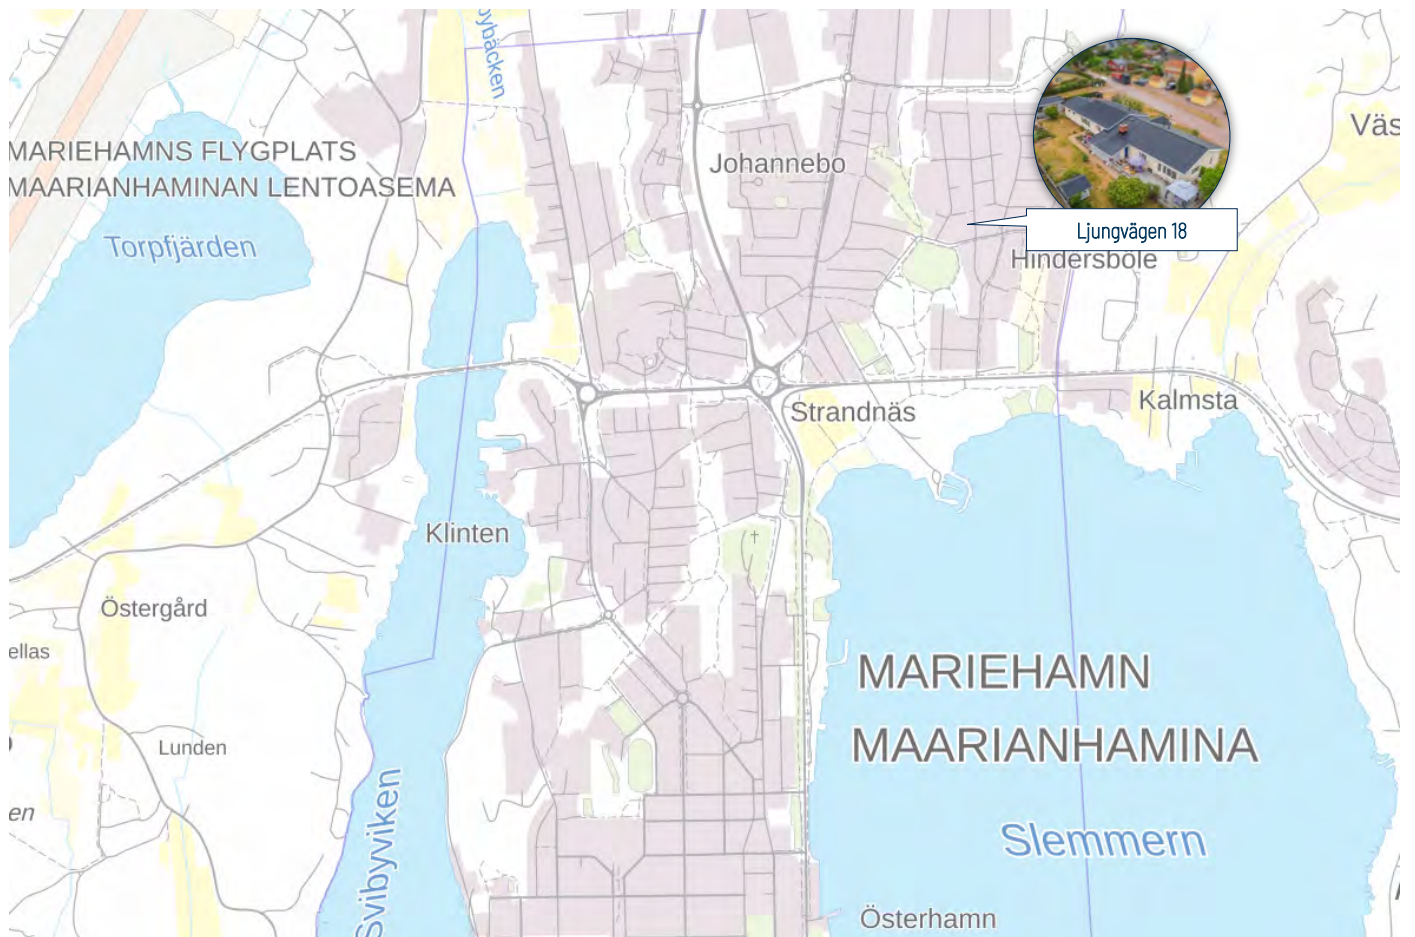 ybäcken
MARIEHAMNS FLYGPLATS
MAARIANHAMINAN LENTOASEMA
Johannebo
Väs
Torpfjärden
Ljungvägen 18
Hindersböle
Strandnäs
Kalmsta
Klinten
Östergård
ellas
MARIEHAMN
MAARIANHAMINA
Lunden
en
Svibyviken
Slemmern
Österhamn